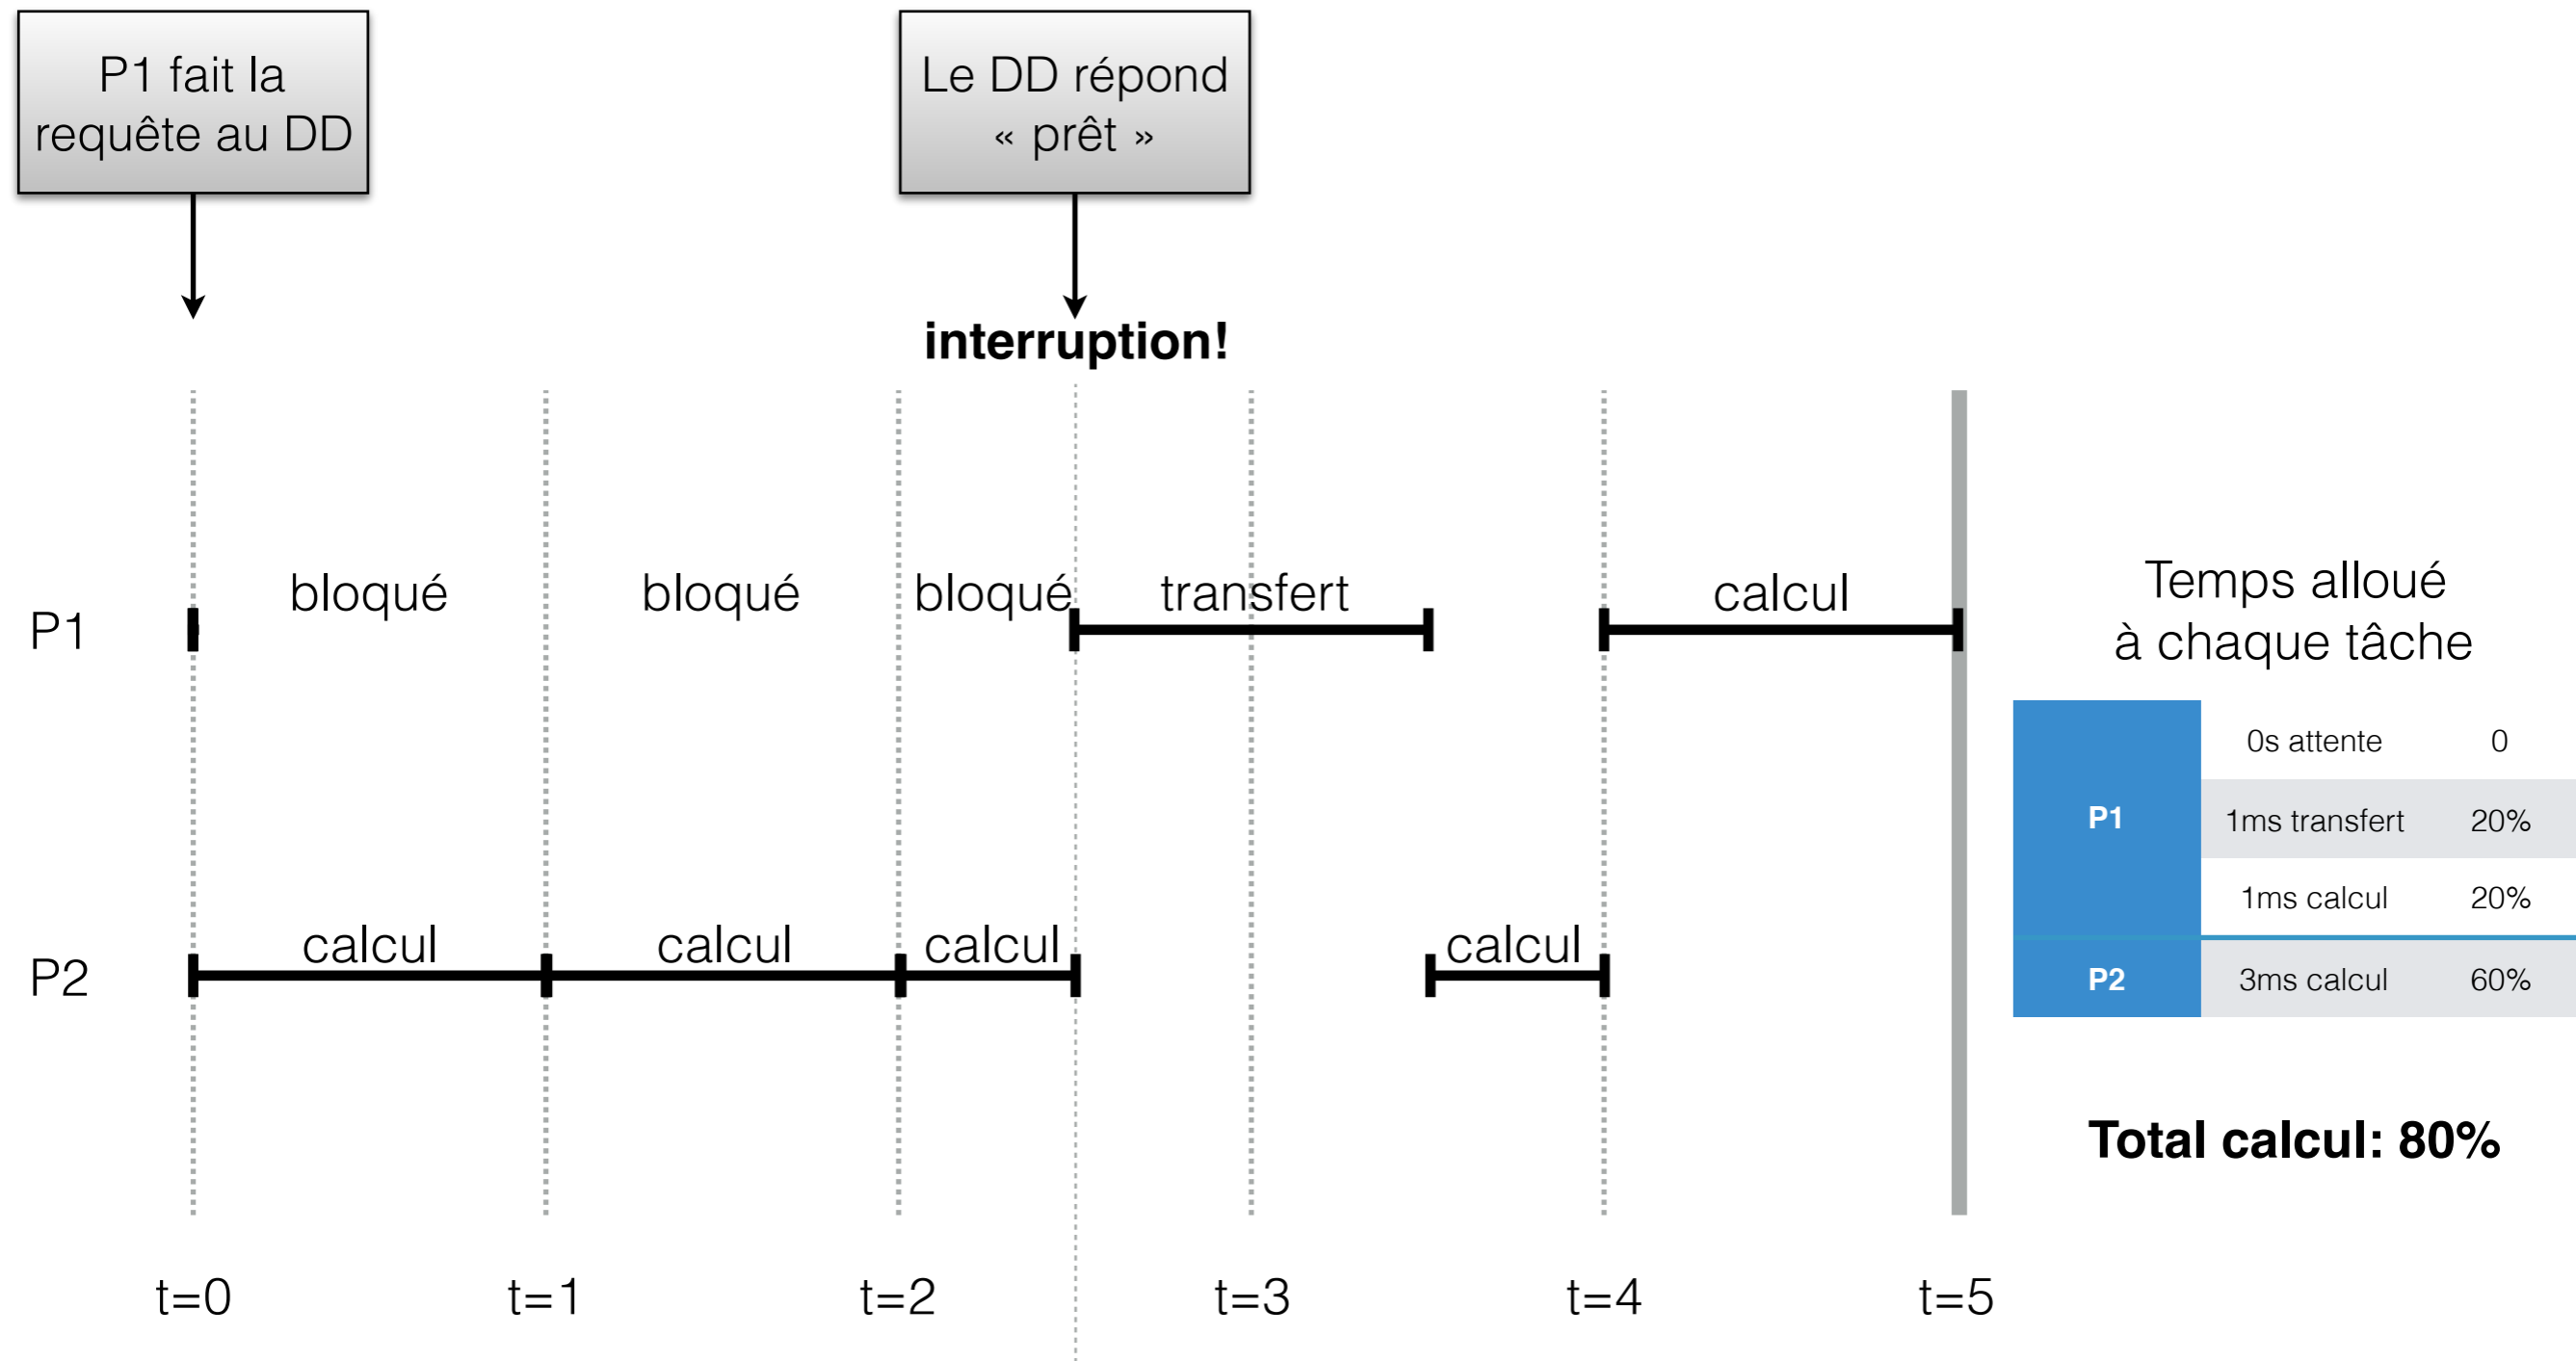 P1 fait la
requête au DD
Le DD répond
« prêt »
interruption!
bloqué
bloqué
bloqué
transfert
calcul
P1
calcul
calcul
calcul
calcul
P2
t=0
t=1
t=2
t=3
t=4
t=5
Temps alloué
à chaque tâche
P1
0s attente 0
1ms transfert 20%
1ms calcul 20%
P2 3ms calcul 60%
Total calcul: 80%